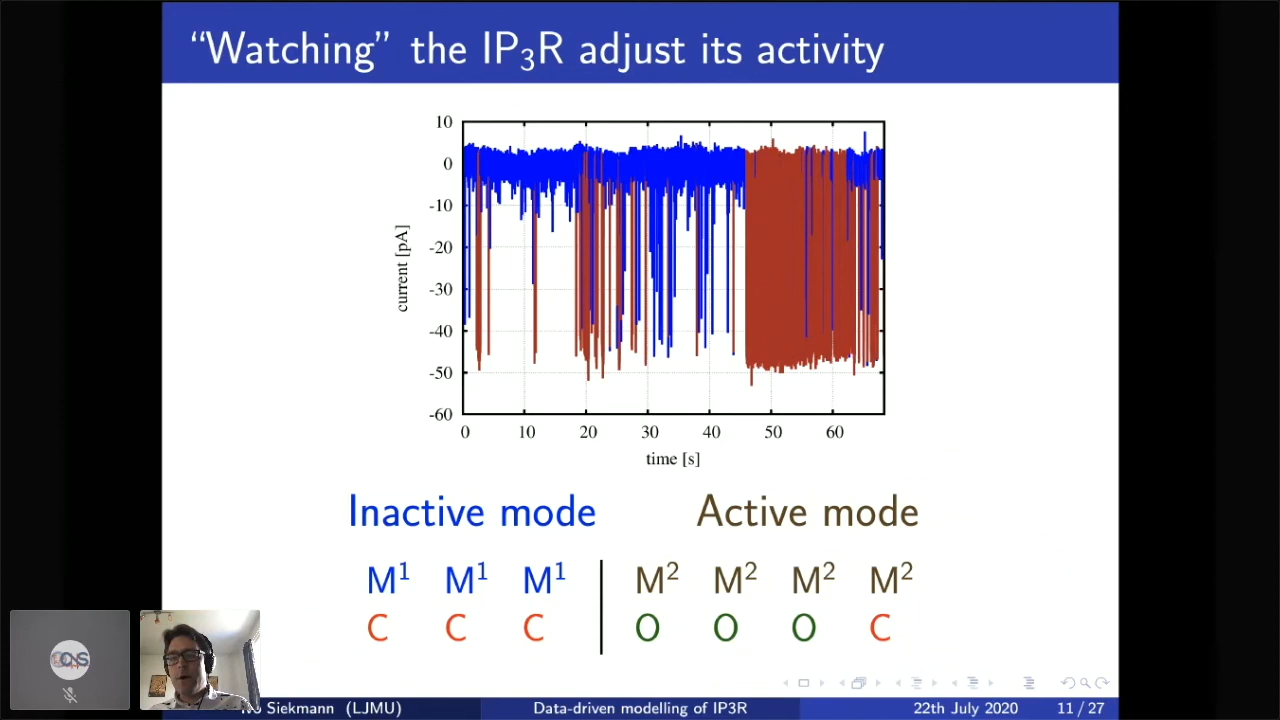 “Watching” the IP₃R adjust its activity
10
0
-10
-20
-30
-40
-50
-60
current [pA]
0 10 20 30 40 50 60
time [s]
Inactive mode Active mode
M¹ M¹ M¹ M² M² M² M²
C C C O O O C
Siekmann (LJMU) Data-driven modelling of IP3R 22th July 2020 11 / 27